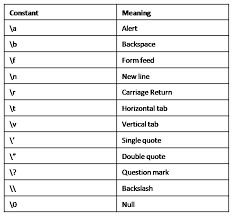 Constant Meaning
\a Alert
\b Backspace
\f Form feed
\n New line
\r Carriage Return
\t Horizontal tab
\v Vertical tab
\' Single quote
\" Double quote
\? Question mark
\\ Backslash
\0 Null